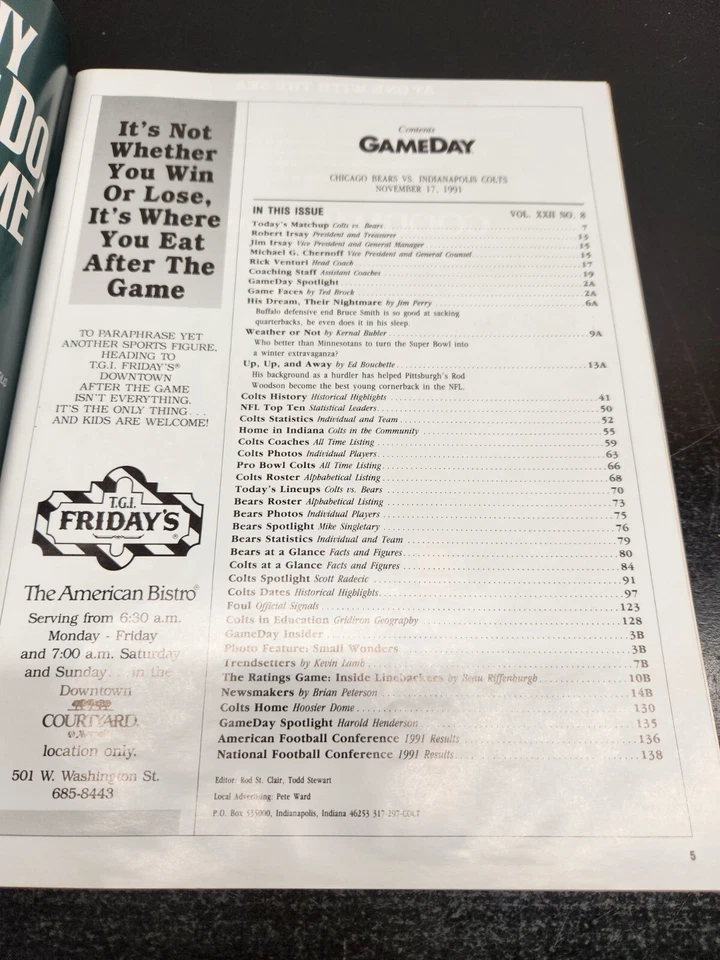 It's Not
Whether
You Win
Or Lose,
It's Where
You Eat
After The
Game
TO PARAPHRASE YET
ANOTHER SPORTS FIGURE,
HEADING TO
T.G.I. FRIDAY'S®
DOWNTOWN
AFTER THE GAME
ISN'T EVERYTHING.
IT'S THE ONLY THING...
AND KIDS ARE WELCOME!
T.G.I.
FRIDAY'S®
The American Bistro®
Serving from 6:30 a.m.
Monday - Friday
and 7:00 a.m. Saturday
and Sunday... in the
Downtown
COURTYARD.
location only.
501 W. Washington St.
685-8443
Contents
GAMEDAY
CHICAGO BEARS VS. INDIANAPOLIS COLTS
NOVEMBER 17, 1991
IN THIS ISSUE VOL. XXII NO. 8
Today's Matchup Colts vs. Bears 7
Robert Irsay President and Treasurer 13
Jim Irsay Vice President and General Manager 15
Michael G. Chernoff Vice President and General Counsel 15
Rick Venturi Head Coach 17
Coaching Staff Assistant Coaches 19
GameDay Spotlight 2A
Game Faces by Ted Brock 2A
His Dream, Their Nightmare by Jim Perry 6A
Buffalo defensive end Bruce Smith is so good at sacking
quarterbacks, he even does it in his sleep.
Weather or Not by Kernal Buhler 9A
Who better than Minnesotans to turn the Super Bowl into
a winter extravaganza?
Up, Up, and Away by Ed Bouchette 13A
His background as a hurdler has helped Pittsburgh's Rod
Woodson become the best young cornerback in the NFL.
Colts History Historical Highlights 41
NFL Top Ten Statistical Leaders 50
Colts Statistics Individual and Team 52
Home in Indiana Colts in the Community 55
Colts Coaches All Time Listing 59
Colts Photos Individual Players 63
Pro Bowl Colts All Time Listing 66
Colts Roster Alphabetical Listing 68
Today's Lineups Colts vs. Bears 70
Bears Roster Alphabetical Listing 73
Bears Photos Individual Players 75
Bears Spotlight Mike Singletary 76
Bears Statistics Individual and Team 79
Bears at a Glance Facts and Figures 80
Colts at a Glance Facts and Figures 84
Colts Spotlight Scott Radecic 91
Colts Dates Historical Highlights 97
Foul Official Signals 123
Colts in Education Gridiron Geography 128
GameDay Insider 3B
Photo Feature: Small Wonders 3B
Trendsetters by Kevin Lamb 7B
The Ratings Game: Inside Linebackers by Beau Riffenburgh 10B
Newsmakers by Brian Peterson 14B
Colts Home Hoosier Dome 130
GameDay Spotlight Harold Henderson 135
American Football Conference 1991 Results 136
National Football Conference 1991 Results 138
Editor: Rod St. Clair, Todd Stewart
Local Advertising: Pete Ward
P.O. Box 535000, Indianapolis, Indiana 46253 317-297-COLT
5